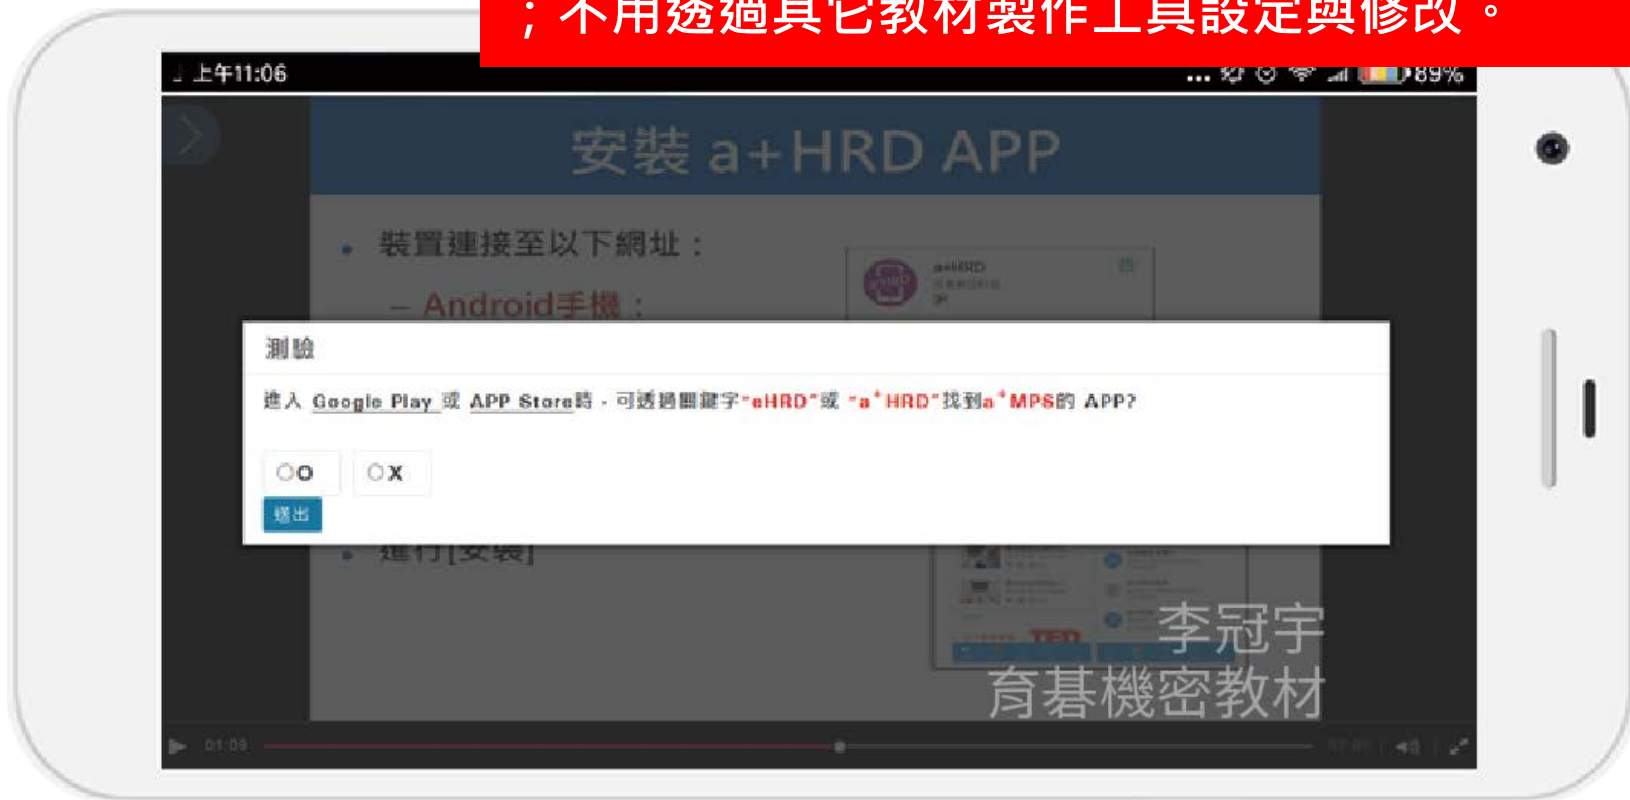 ；不用透過其它教材製作工具設定與修改。
上午11:06
... 89%
安裝 a+HRD APP
• 裝置連接至以下網址：
a+HRD
– Android手機：
測驗
進入 Google Play 或 APP Store時，可透過關鍵字"eHRD"或 "a⁺HRD"找到a⁺MPS的 APP?
O X
送出
• 進行[安裝]
TED
李冠宇
育碁機密教材
01:09